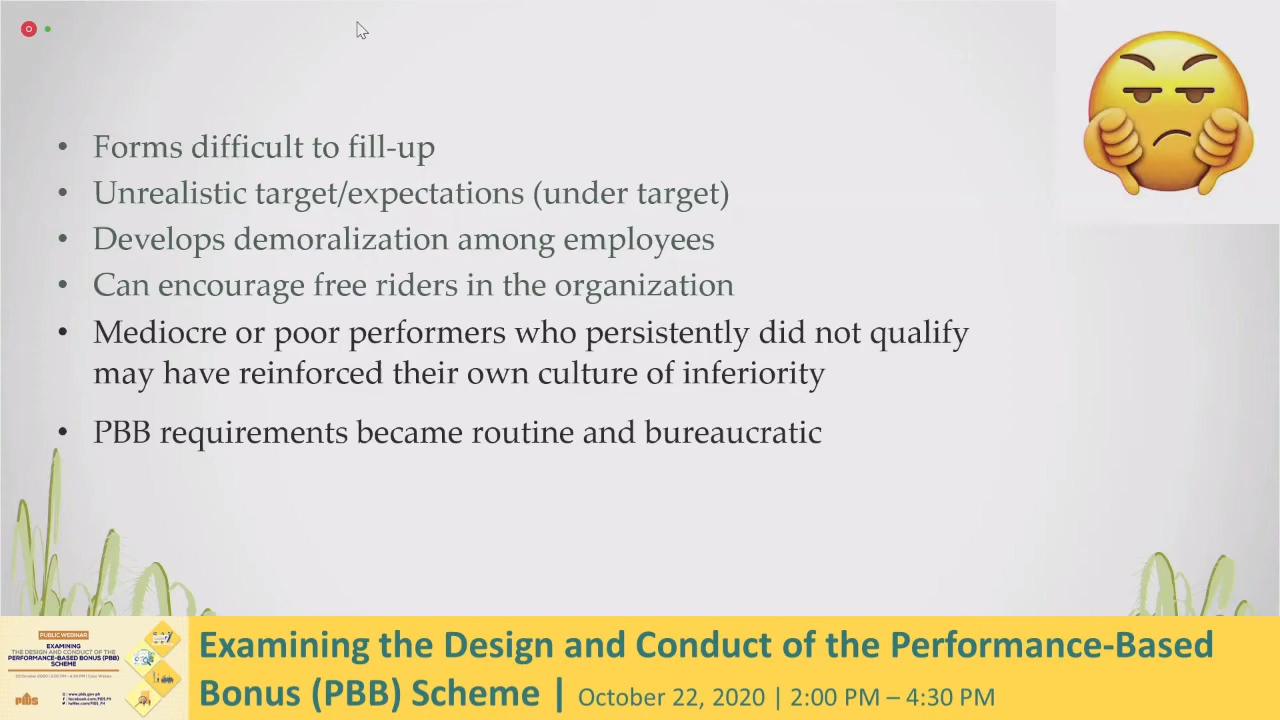 • Forms difficult to fill-up
• Unrealistic target/expectations (under target)
• Develops demoralization among employees
• Can encourage free riders in the organization
• Mediocre or poor performers who persistently did not qualify
may have reinforced their own culture of inferiority
• PBB requirements became routine and bureaucratic
PUBLIC WEBINAR
EXAMINING
THE DESIGN AND CONDUCT OF THE
PERFORMANCE-BASED BONUS (PBB)
SCHEME
Examining the Design and Conduct of the Performance-Based
Bonus (PBB) Scheme | October 22, 2020 | 2:00 PM – 4:30 PM